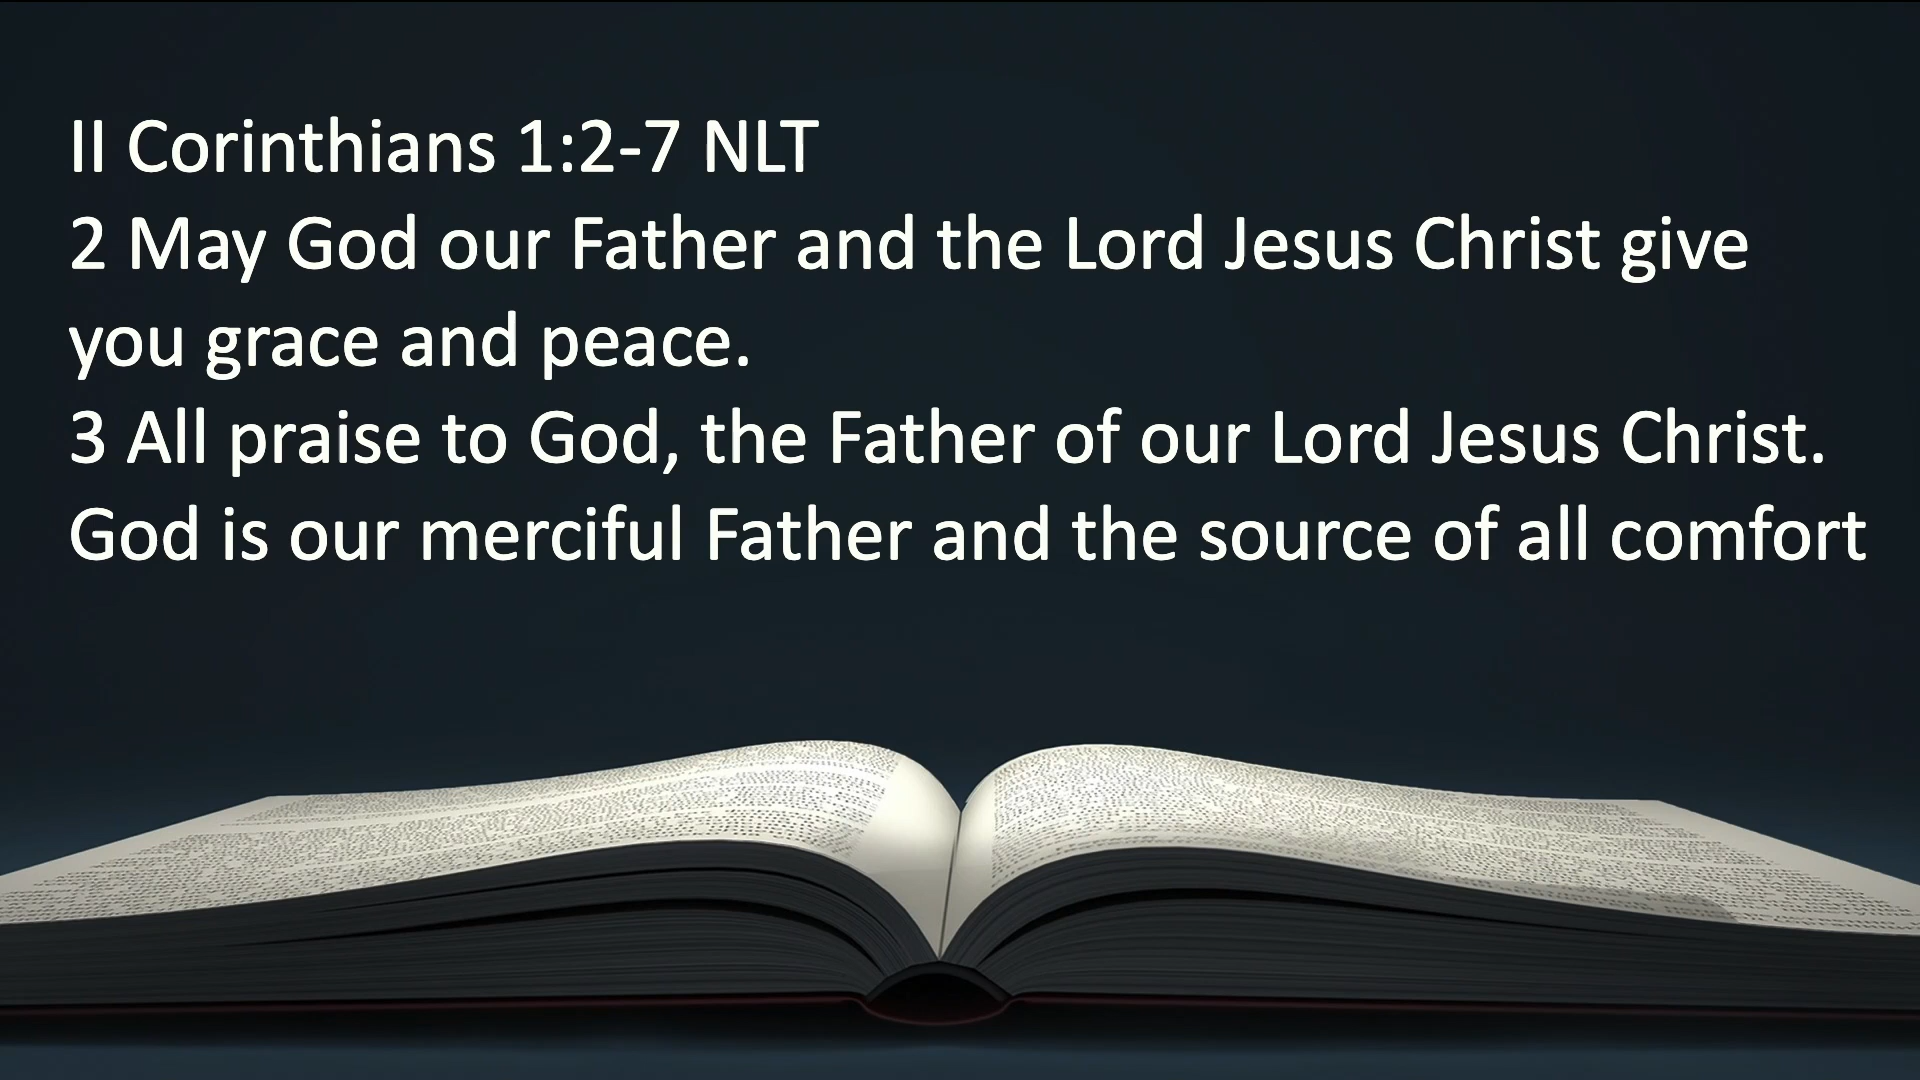 II Corinthians 1:2-7 NLT
2 May God our Father and the Lord Jesus Christ give
you grace and peace.
3 All praise to God, the Father of our Lord Jesus Christ.
God is our merciful Father and the source of all comfort